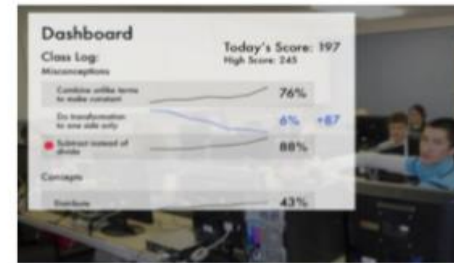 Dashboard
Today's Score: 197
Class Log:
High Score: 245
Misconceptions
Combine unlike terms
to make constant
76%
Do transformation
to one side only
6% +87
Subtract instead of
divide
88%
Concepts
Distribute
43%